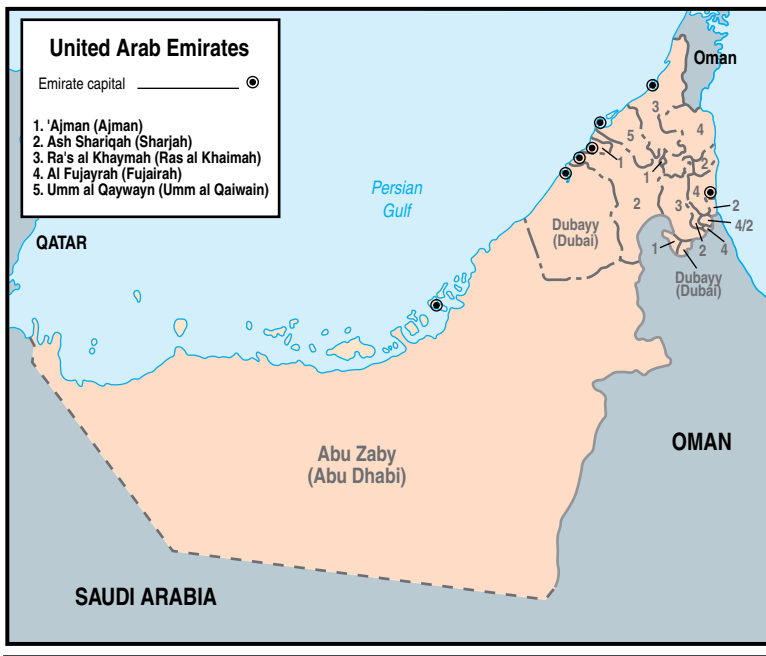 United Arab Emirates
Emirate capital
1. 'Ajman (Ajman)
2. Ash Shariqah (Sharjah)
3. Ra's al Khaymah (Ras al Khaimah)
4. Al Fujayrah (Fujairah)
5. Umm al Qaywayn (Umm al Qaiwain)
Oman
3
5
4
1
1
2
2
4
2
3
2
4/2
1
2
4
Persian
Gulf
QATAR
Dubayy
(Dubai)
Dubayy
(Dubai)
Abu Zaby
(Abu Dhabi)
OMAN
SAUDI ARABIA